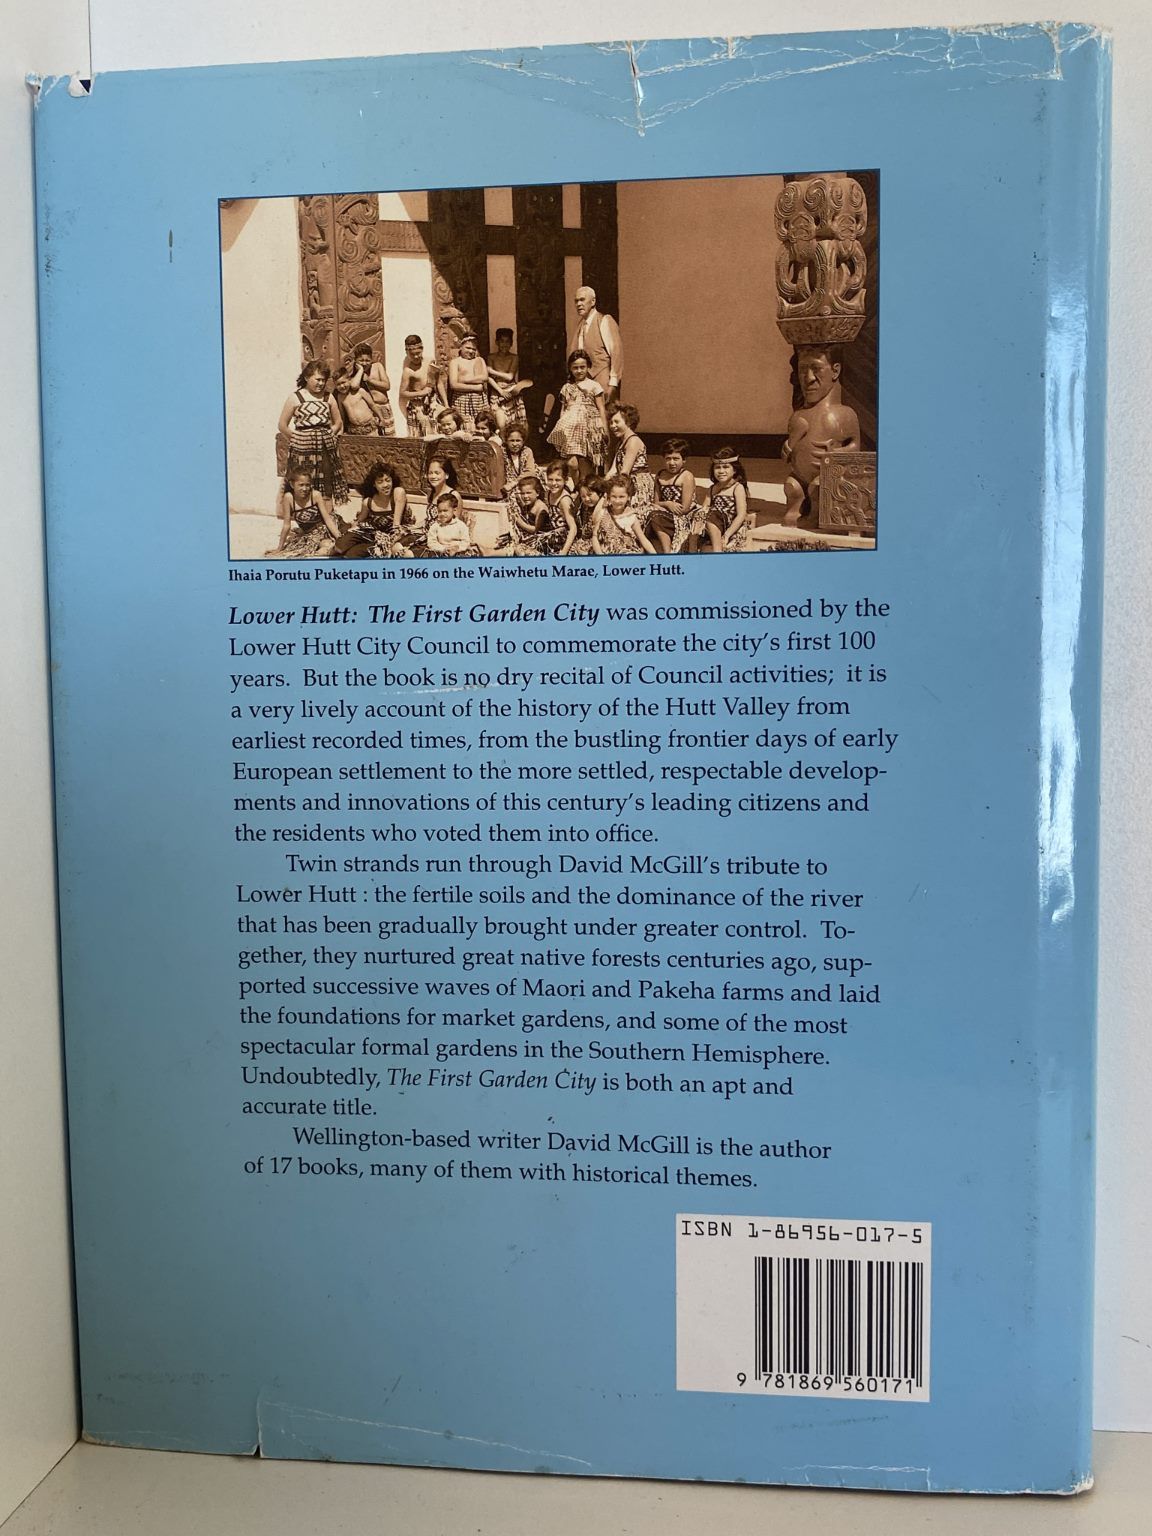 Ihaia Porutu Puketapu in 1966 on the Waiwhetu Marae, Lower Hutt.
Lower Hutt: The First Garden City was commissioned by the
Lower Hutt City Council to commemorate the city's first 100
years. But the book is no dry recital of Council activities; it is
a very lively account of the history of the Hutt Valley from
earliest recorded times, from the bustling frontier days of early
European settlement to the more settled, respectable develop-
ments and innovations of this century's leading citizens and
the residents who voted them into office.
Twin strands run through David McGill's tribute to
Lower Hutt : the fertile soils and the dominance of the river
that has been gradually brought under greater control. To-
gether, they nurtured great native forests centuries ago, sup-
ported successive waves of Maori and Pakeha farms and laid
the foundations for market gardens, and some of the most
spectacular formal gardens in the Southern Hemisphere.
Undoubtedly, The First Garden City is both an apt and
accurate title.
Wellington-based writer David McGill is the author
of 17 books, many of them with historical themes.
ISBN 1-86956-017-5
9 781869 560171